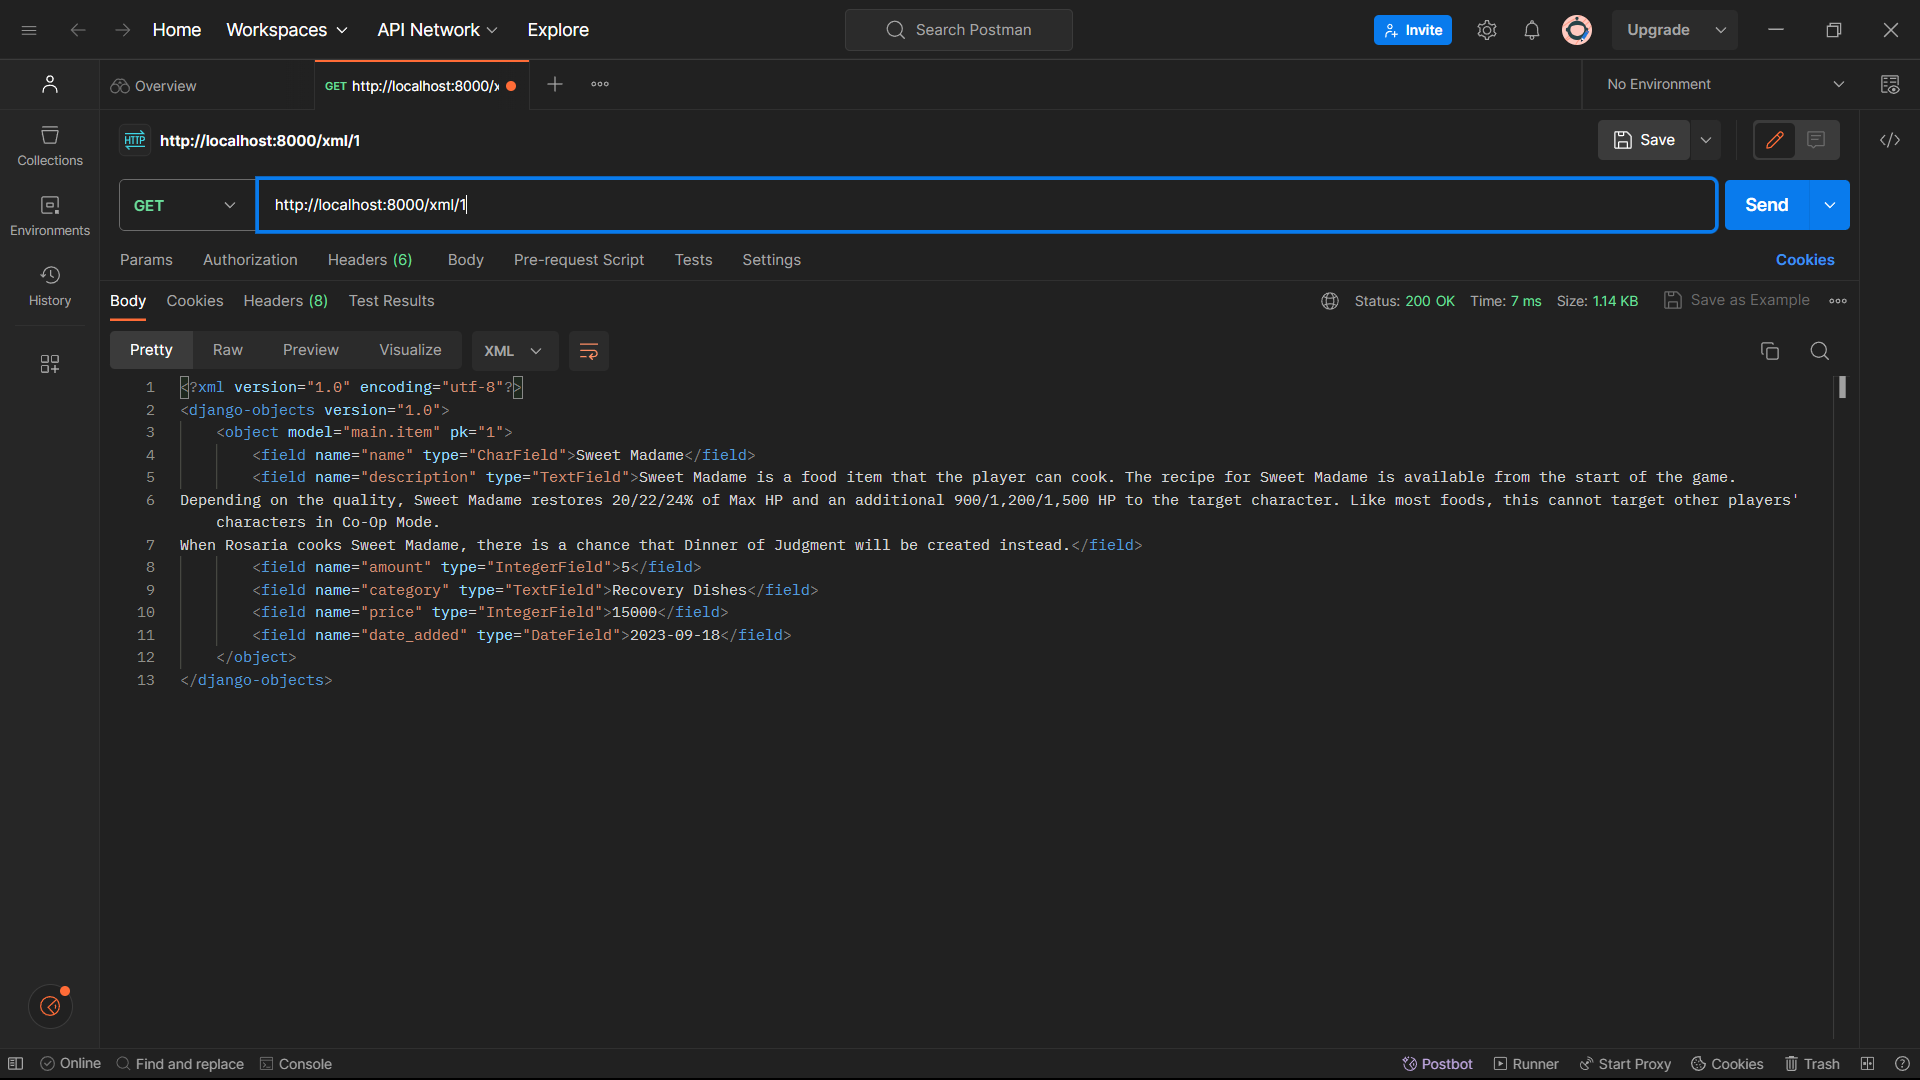 Home Workspaces API Network Explore Search Postman Invite Upgrade
Overview GET http://localhost:8000/x No Environment
HTTP http://localhost:8000/xml/1 Save
Collections
GET http://localhost:8000/xml/1 Send
Environments
Params Authorization Headers (6) Body Pre-request Script Tests Settings Cookies
History
Body Cookies Headers (8) Test Results Status: 200 OK Time: 7 ms Size: 1.14 KB Save as Example
Pretty Raw Preview Visualize XML
1 <?xml version="1.0" encoding="utf-8"?>
2 <django-objects version="1.0">
3 <object model="main.item" pk="1">
4 <field name="name" type="CharField">Sweet Madame</field>
5 <field name="description" type="TextField">Sweet Madame is a food item that the player can cook. The recipe for Sweet Madame is available from the start of the game.
6 Depending on the quality, Sweet Madame restores 20/22/24% of Max HP and an additional 900/1,200/1,500 HP to the target character. Like most foods, this cannot target other players'
characters in Co-Op Mode.
7 When Rosaria cooks Sweet Madame, there is a chance that Dinner of Judgment will be created instead.</field>
8 <field name="amount" type="IntegerField">5</field>
9 <field name="category" type="TextField">Recovery Dishes</field>
10 <field name="price" type="IntegerField">15000</field>
11 <field name="date_added" type="DateField">2023-09-18</field>
12 </object>
13 </django-objects>
Online Find and replace Console Postbot Runner Start Proxy Cookies Trash